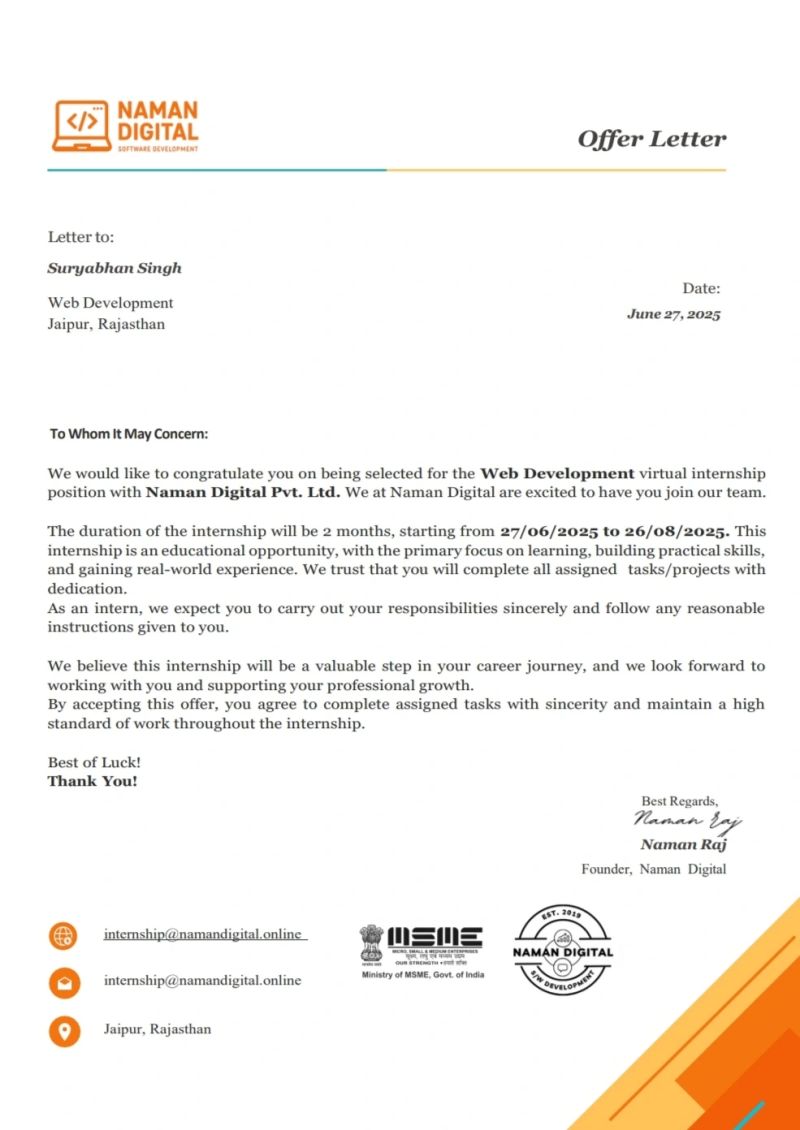 NAMAN
DIGITAL
SOFTWARE DEVELOPMENT
Offer Letter
Letter to:
Suryabhan Singh
Web Development
Jaipur, Rajasthan
Date:
June 27, 2025
To Whom It May Concern:
We would like to congratulate you on being selected for the Web Development virtual internship
position with Naman Digital Pvt. Ltd. We at Naman Digital are excited to have you join our team.
The duration of the internship will be 2 months, starting from 27/06/2025 to 26/08/2025. This
internship is an educational opportunity, with the primary focus on learning, building practical skills,
and gaining real-world experience. We trust that you will complete all assigned tasks/projects with
dedication.
As an intern, we expect you to carry out your responsibilities sincerely and follow any reasonable
instructions given to you.
We believe this internship will be a valuable step in your career journey, and we look forward to
working with you and supporting your professional growth.
By accepting this offer, you agree to complete assigned tasks with sincerity and maintain a high
standard of work throughout the internship.
Best of Luck!
Thank You!
Best Regards,
Naman Raj
Naman Raj
Founder, Naman Digital
internship@namandigital.online
internship@namandigital.online
Jaipur, Rajasthan
MSME
MICRO, SMALL & MEDIUM ENTERPRISES
सूक्ष्म, लघु एवं मध्यम उद्यम
OUR STRENGTH • हमारी शक्ति
Ministry of MSME, Govt. of India
EST. 2019
NAMAN DIGITAL
S/W DEVELOPMENT